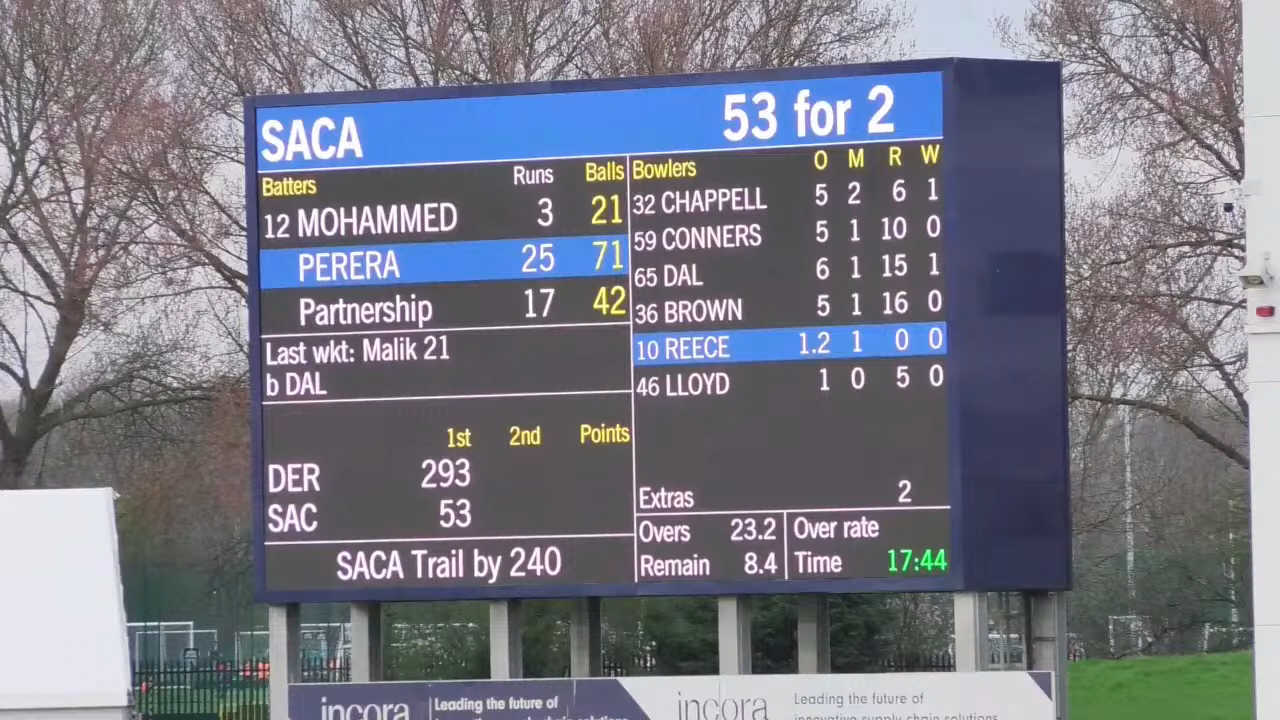 SACA 53 for 2
Batters Runs Balls
12 MOHAMMED 3 21
PERERA 25 71
Partnership 17 42
Last wkt: Malik 21
b DAL
1st 2nd Points
DER 293
SAC 53
SACA Trail by 240
Bowlers O M R W
32 CHAPPELL 5 2 6 1
59 CONNERS 5 1 10 0
65 DAL 6 1 15 1
36 BROWN 5 1 16 0
10 REECE 1.2 1 0 0
46 LLOYD 1 0 5 0
Extras 2
Overs 23.2
Remain 8.4
Over rate
Time 17:44
incora Leading the future of
innovative supply chain solutions
incora Leading the future of
innovative supply chain solutions